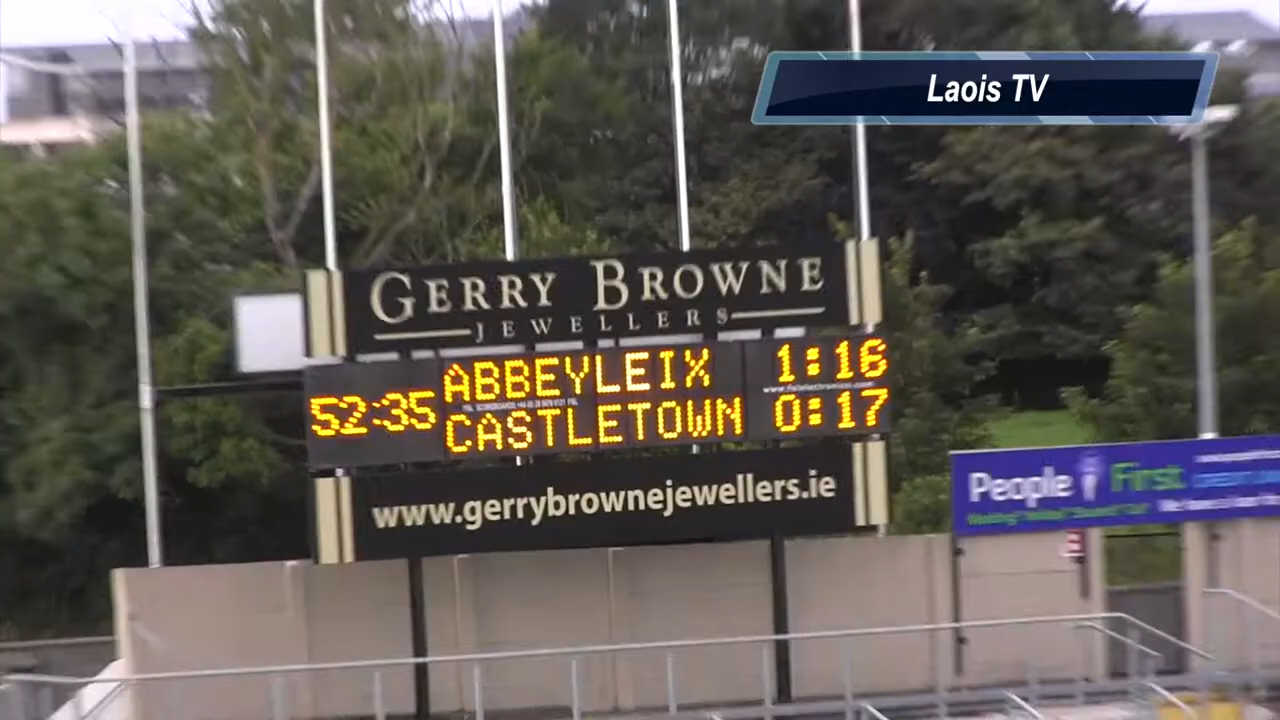 Laois TV
GERRY BROWNE
JEWELLERS
ABBEYLEIX 1:16
52:35
CASTLETOWN 0:17
www.gerrybrownejewellers.ie
People First